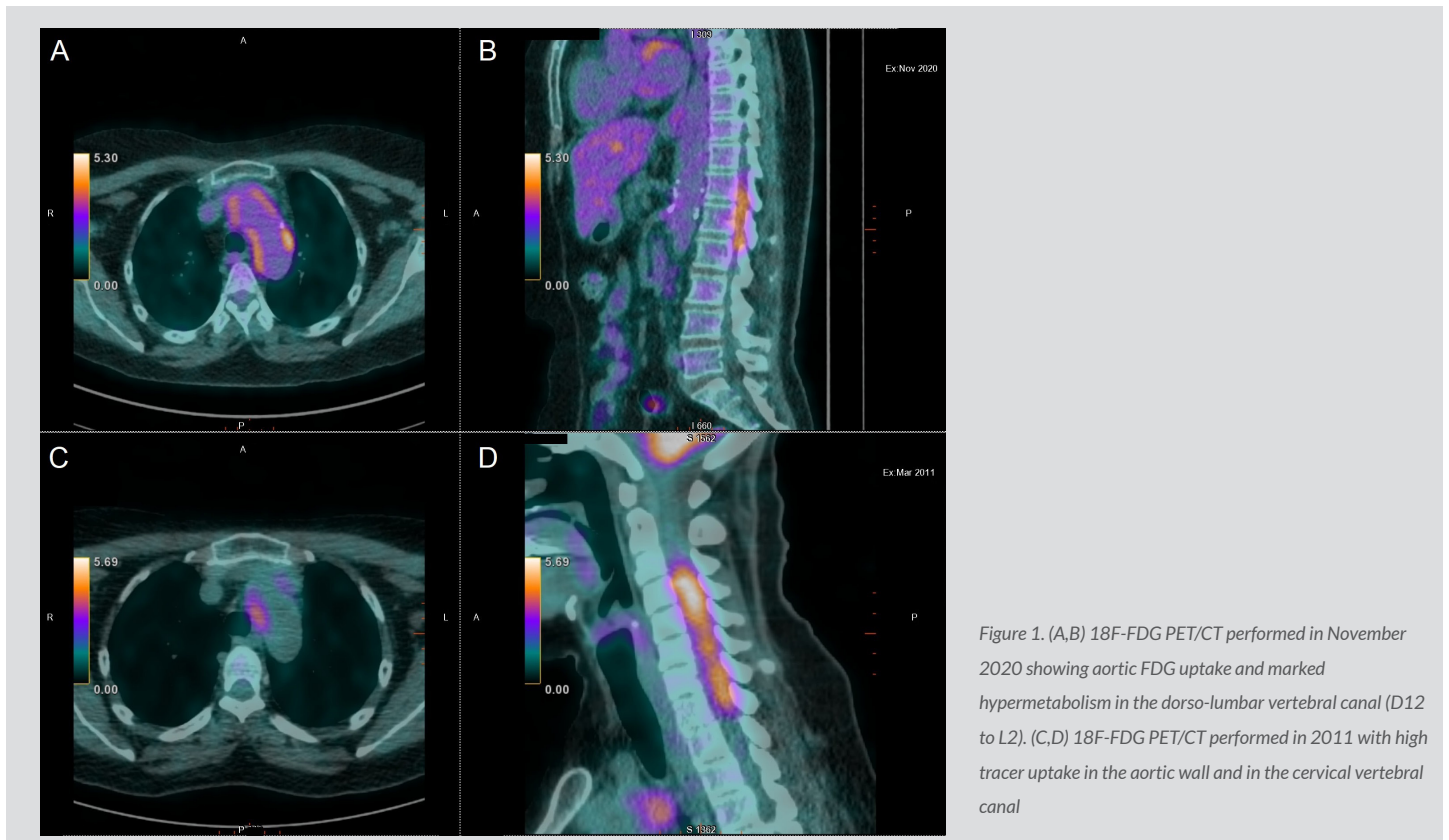 A
A
5.30
0.00
R
L
P
B
I 309
Ex:Nov 2020
5.30
0.00
A
P
I 660
C
A
5.69
0.00
R
L
P
D
S 1562
Ex:Mar 2011
5.69
0.00
A
P
S 1362
Figure 1. (A,B) 18F-FDG PET/CT performed in November
2020 showing aortic FDG uptake and marked
hypermetabolism in the dorso-lumbar vertebral canal (D12
to L2). (C,D) 18F-FDG PET/CT performed in 2011 with high
tracer uptake in the aortic wall and in the cervical vertebral
canal